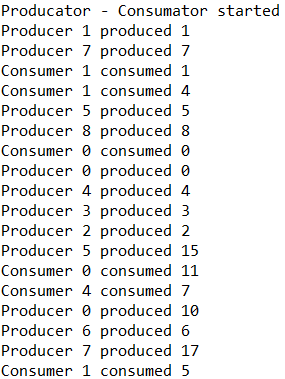 Producator - Consumator started
Producer 1 produced 1
Producer 7 produced 7
Consumer 1 consumed 1
Consumer 1 consumed 4
Producer 5 produced 5
Producer 8 produced 8
Consumer 0 consumed 0
Producer 0 produced 0
Producer 4 produced 4
Producer 3 produced 3
Producer 2 produced 2
Producer 5 produced 15
Consumer 0 consumed 11
Consumer 4 consumed 7
Producer 0 produced 10
Producer 6 produced 6
Producer 7 produced 17
Consumer 1 consumed 5